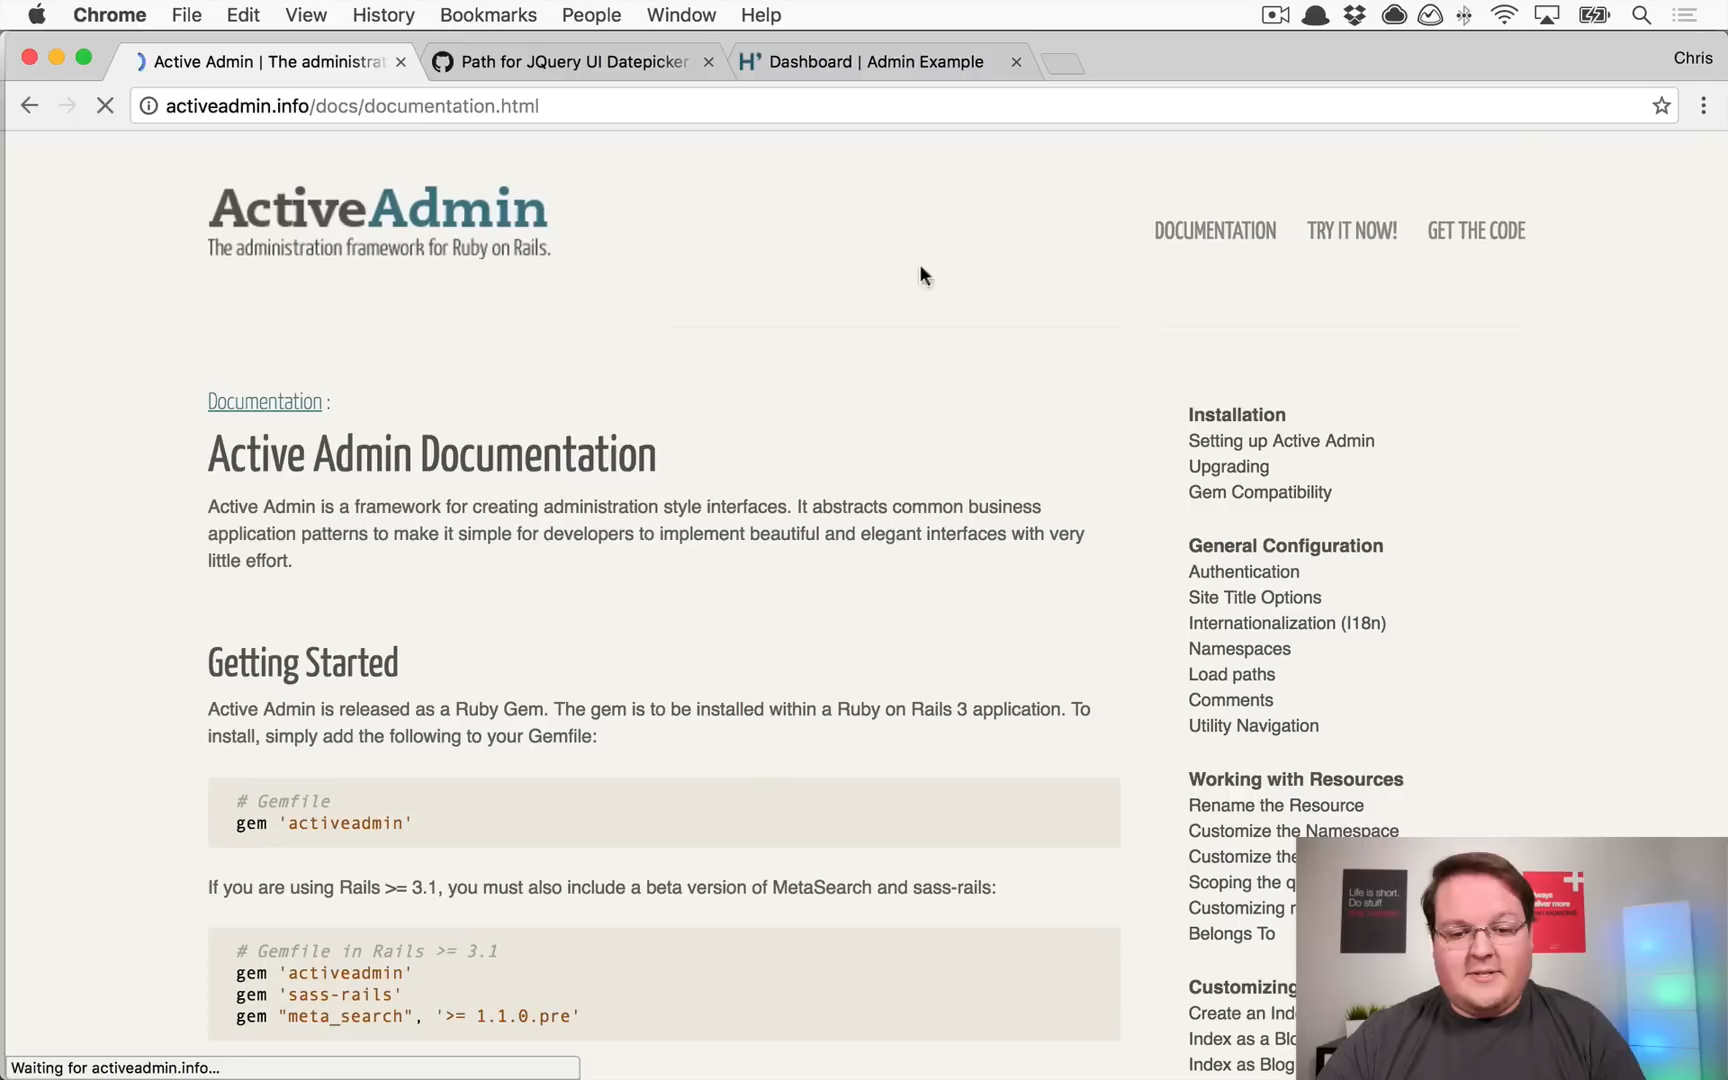 Chrome File Edit View History Bookmarks People Window Help
Active Admin | The administrat
Path for JQuery UI Datepicker
Dashboard | Admin Example
Chris
activeadmin.info/docs/documentation.html
ActiveAdmin
The administration framework for Ruby on Rails.
DOCUMENTATION TRY IT NOW! GET THE CODE
Documentation :
Active Admin Documentation
Active Admin is a framework for creating administration style interfaces. It abstracts common business
application patterns to make it simple for developers to implement beautiful and elegant interfaces with very
little effort.
Getting Started
Active Admin is released as a Ruby Gem. The gem is to be installed within a Ruby on Rails 3 application. To
install, simply add the following to your Gemfile:
# Gemfile
gem 'activeadmin'
If you are using Rails >= 3.1, you must also include a beta version of MetaSearch and sass-rails:
# Gemfile in Rails >= 3.1
gem 'activeadmin'
gem 'sass-rails'
gem "meta_search", '>= 1.1.0.pre'
Installation
Setting up Active Admin
Upgrading
Gem Compatibility
General Configuration
Authentication
Site Title Options
Internationalization (I18n)
Namespaces
Load paths
Comments
Utility Navigation
Working with Resources
Rename the Resource
Customize the Namespace
Customize the
Scoping the q
Customizing r
Belongs To
Customizing
Create an Ind
Index as a Blo
Index as Blog
Life is short.
Do stuff
Waiting for activeadmin.info...